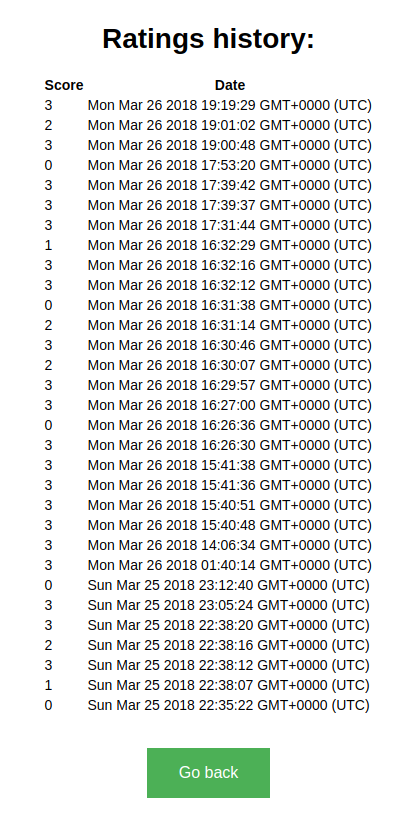 Ratings history:
Score Date
3 Mon Mar 26 2018 19:19:29 GMT+0000 (UTC)
2 Mon Mar 26 2018 19:01:02 GMT+0000 (UTC)
3 Mon Mar 26 2018 19:00:48 GMT+0000 (UTC)
0 Mon Mar 26 2018 17:53:20 GMT+0000 (UTC)
3 Mon Mar 26 2018 17:39:42 GMT+0000 (UTC)
3 Mon Mar 26 2018 17:39:37 GMT+0000 (UTC)
3 Mon Mar 26 2018 17:31:44 GMT+0000 (UTC)
1 Mon Mar 26 2018 16:32:29 GMT+0000 (UTC)
3 Mon Mar 26 2018 16:32:16 GMT+0000 (UTC)
3 Mon Mar 26 2018 16:32:12 GMT+0000 (UTC)
0 Mon Mar 26 2018 16:31:38 GMT+0000 (UTC)
2 Mon Mar 26 2018 16:31:14 GMT+0000 (UTC)
3 Mon Mar 26 2018 16:30:46 GMT+0000 (UTC)
2 Mon Mar 26 2018 16:30:07 GMT+0000 (UTC)
3 Mon Mar 26 2018 16:29:57 GMT+0000 (UTC)
3 Mon Mar 26 2018 16:27:00 GMT+0000 (UTC)
0 Mon Mar 26 2018 16:26:36 GMT+0000 (UTC)
3 Mon Mar 26 2018 16:26:30 GMT+0000 (UTC)
3 Mon Mar 26 2018 15:41:38 GMT+0000 (UTC)
3 Mon Mar 26 2018 15:41:36 GMT+0000 (UTC)
3 Mon Mar 26 2018 15:40:51 GMT+0000 (UTC)
3 Mon Mar 26 2018 15:40:48 GMT+0000 (UTC)
3 Mon Mar 26 2018 14:06:34 GMT+0000 (UTC)
3 Mon Mar 26 2018 01:40:14 GMT+0000 (UTC)
0 Sun Mar 25 2018 23:12:40 GMT+0000 (UTC)
3 Sun Mar 25 2018 23:05:24 GMT+0000 (UTC)
3 Sun Mar 25 2018 22:38:20 GMT+0000 (UTC)
2 Sun Mar 25 2018 22:38:16 GMT+0000 (UTC)
3 Sun Mar 25 2018 22:38:12 GMT+0000 (UTC)
1 Sun Mar 25 2018 22:38:07 GMT+0000 (UTC)
0 Sun Mar 25 2018 22:35:22 GMT+0000 (UTC)
Go back